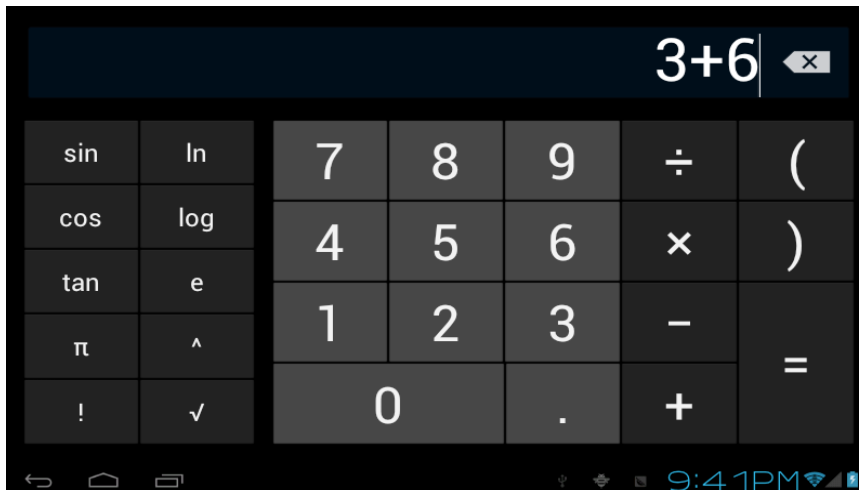 3+6
sin ln 7 8 9 ÷ (
cos log 4 5 6 × )
tan e 1 2 3 −
π ^ =
! √ 0 . +
9:41PM